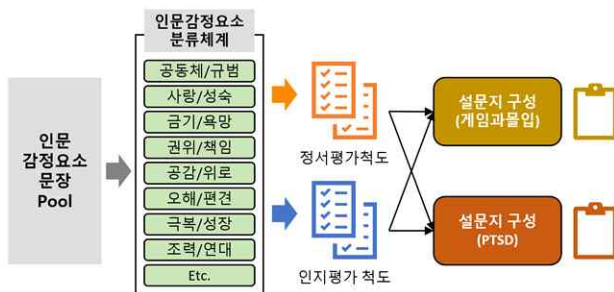 인문
감정요소
문장
Pool
인문감정요소
분류체계
공동체/규범
사랑/성숙
금기/욕망
권위/책임
공감/위로
오해/편견
극복/성장
조력/연대
Etc.
정서평가척도
인지평가 척도
설문지 구성
(게임과몰입)
설문지 구성
(PTSD)